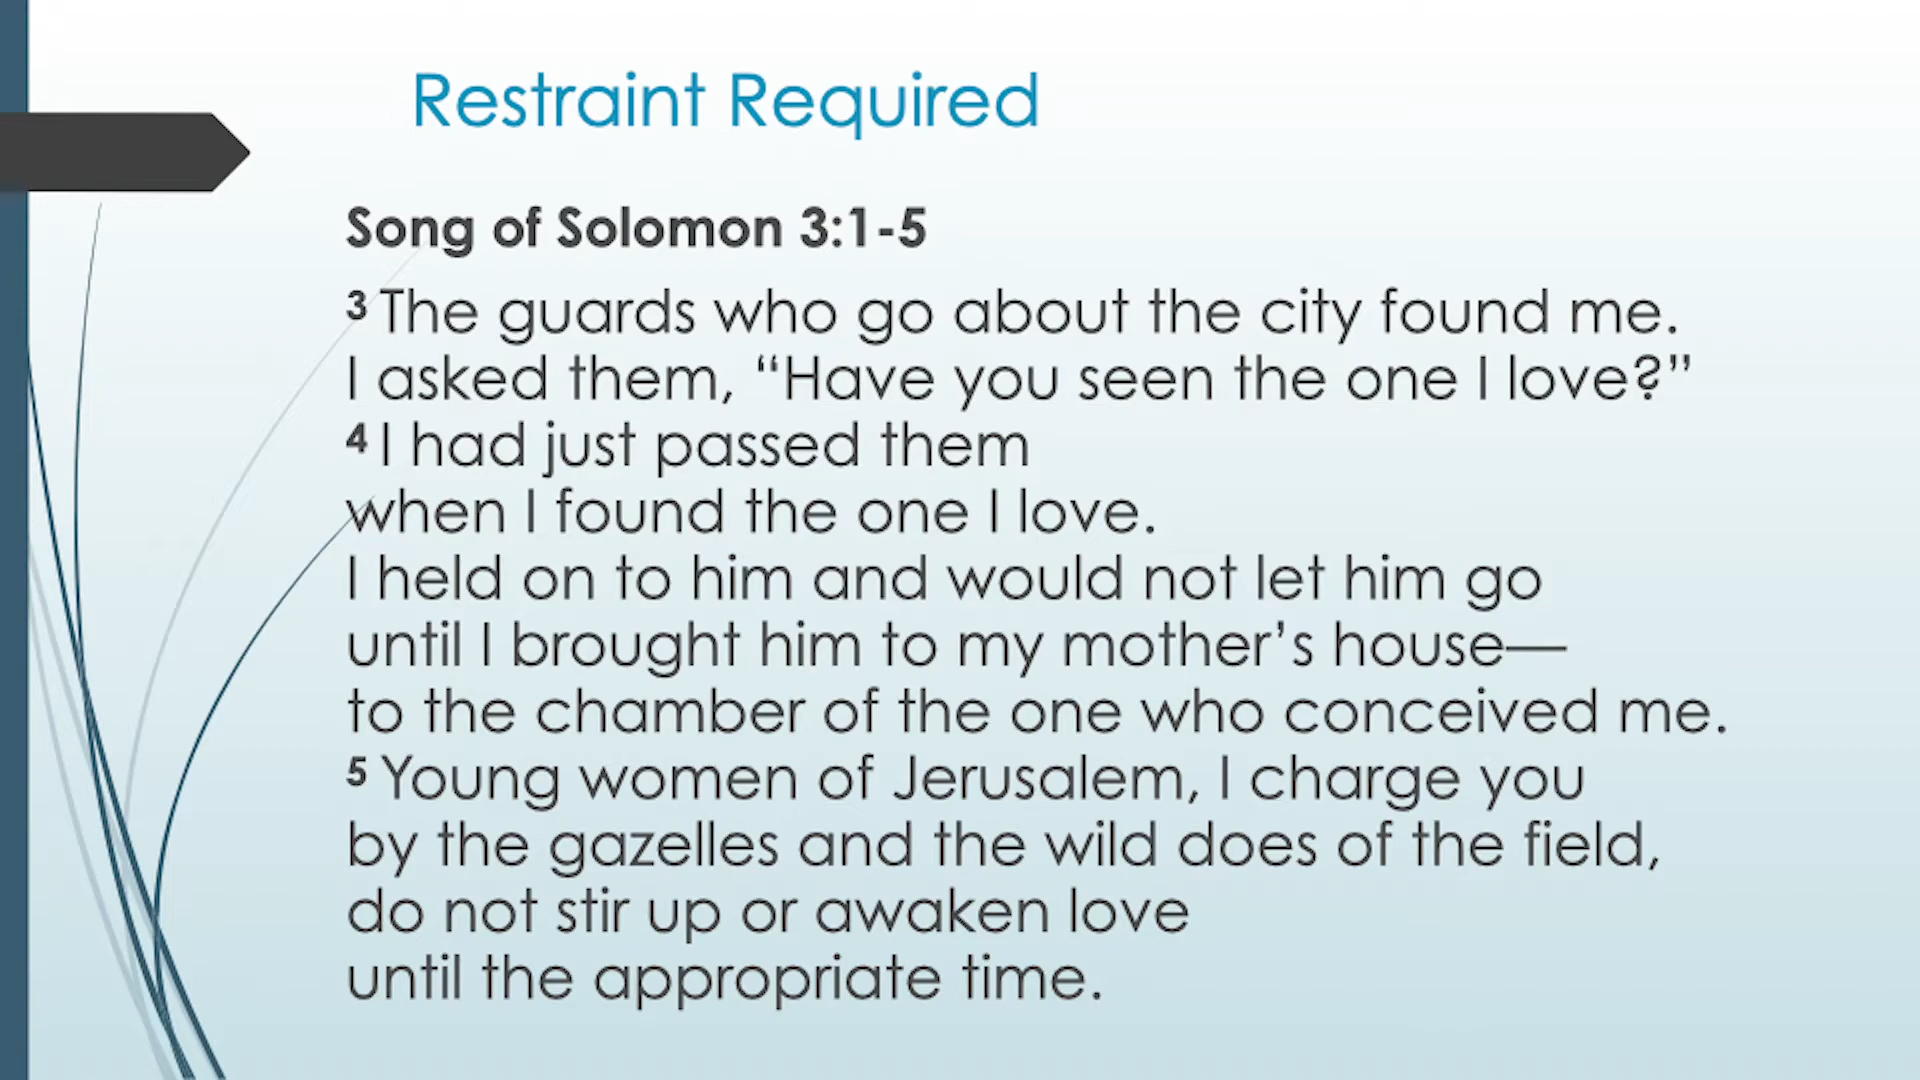 Restraint Required
Song of Solomon 3:1-5
3 The guards who go about the city found me.
I asked them, “Have you seen the one I love?”
4 I had just passed them
when I found the one I love.
I held on to him and would not let him go
until I brought him to my mother’s house—
to the chamber of the one who conceived me.
5 Young women of Jerusalem, I charge you
by the gazelles and the wild does of the field,
do not stir up or awaken love
until the appropriate time.